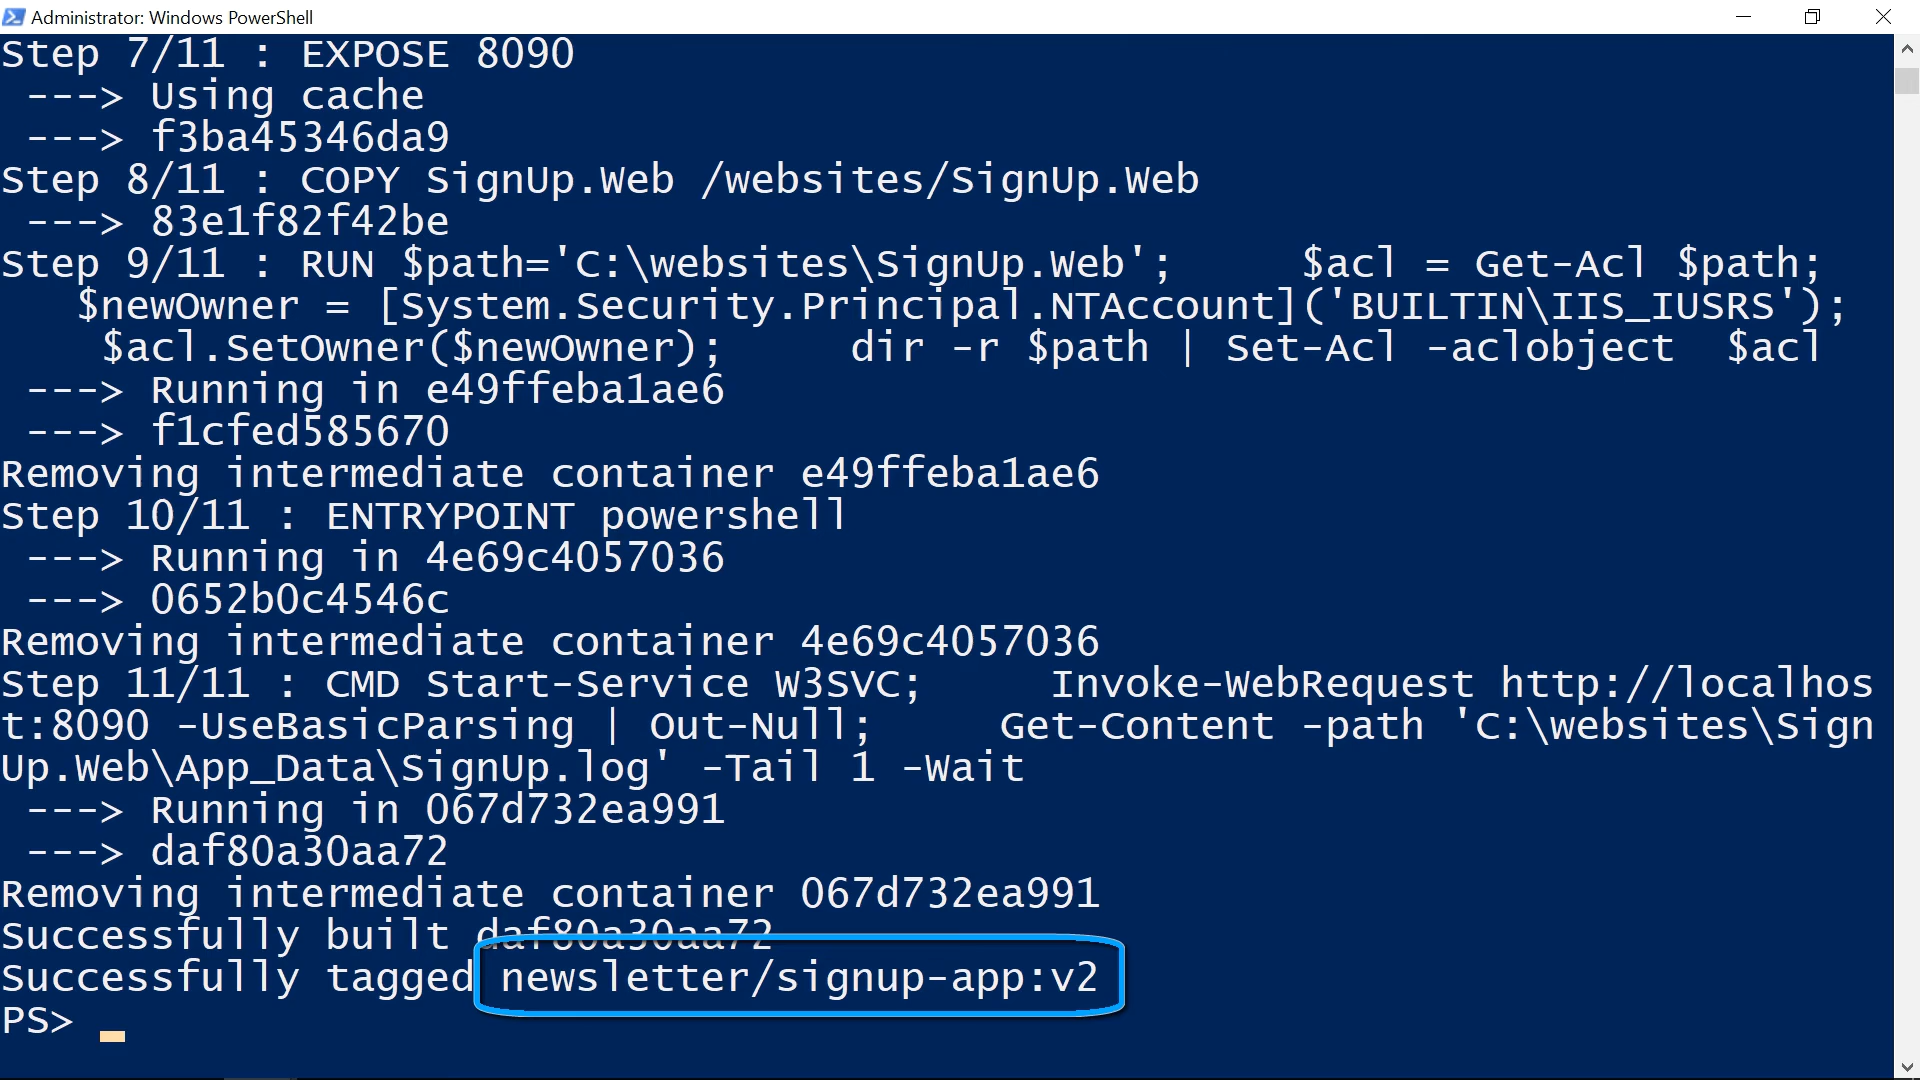 Administrator: Windows PowerShell
Step 7/11 : EXPOSE 8090
 ---> Using cache
 ---> f3ba45346da9
Step 8/11 : COPY SignUp.Web /websites/SignUp.Web
 ---> 83e1f82f42be
Step 9/11 : RUN $path='C:\websites\SignUp.Web';     $acl = Get-Acl $path;
   $newOwner = [System.Security.Principal.NTAccount]('BUILTIN\IIS_IUSRS');
    $acl.SetOwner($newOwner);     dir -r $path | Set-Acl -aclobject  $acl
 ---> Running in e49ffeba1ae6
 ---> f1cfed585670
Removing intermediate container e49ffeba1ae6
Step 10/11 : ENTRYPOINT powershell
 ---> Running in 4e69c4057036
 ---> 0652b0c4546c
Removing intermediate container 4e69c4057036
Step 11/11 : CMD Start-Service W3SVC;     Invoke-WebRequest http://localhos
t:8090 -UseBasicParsing | Out-Null;     Get-Content -path 'C:\websites\Sign
Up.Web\App_Data\SignUp.log' -Tail 1 -Wait
 ---> Running in 067d732ea991
 ---> daf80a30aa72
Removing intermediate container 067d732ea991
Successfully built daf80a30aa72
Successfully tagged newsletter/signup-app:v2
PS>